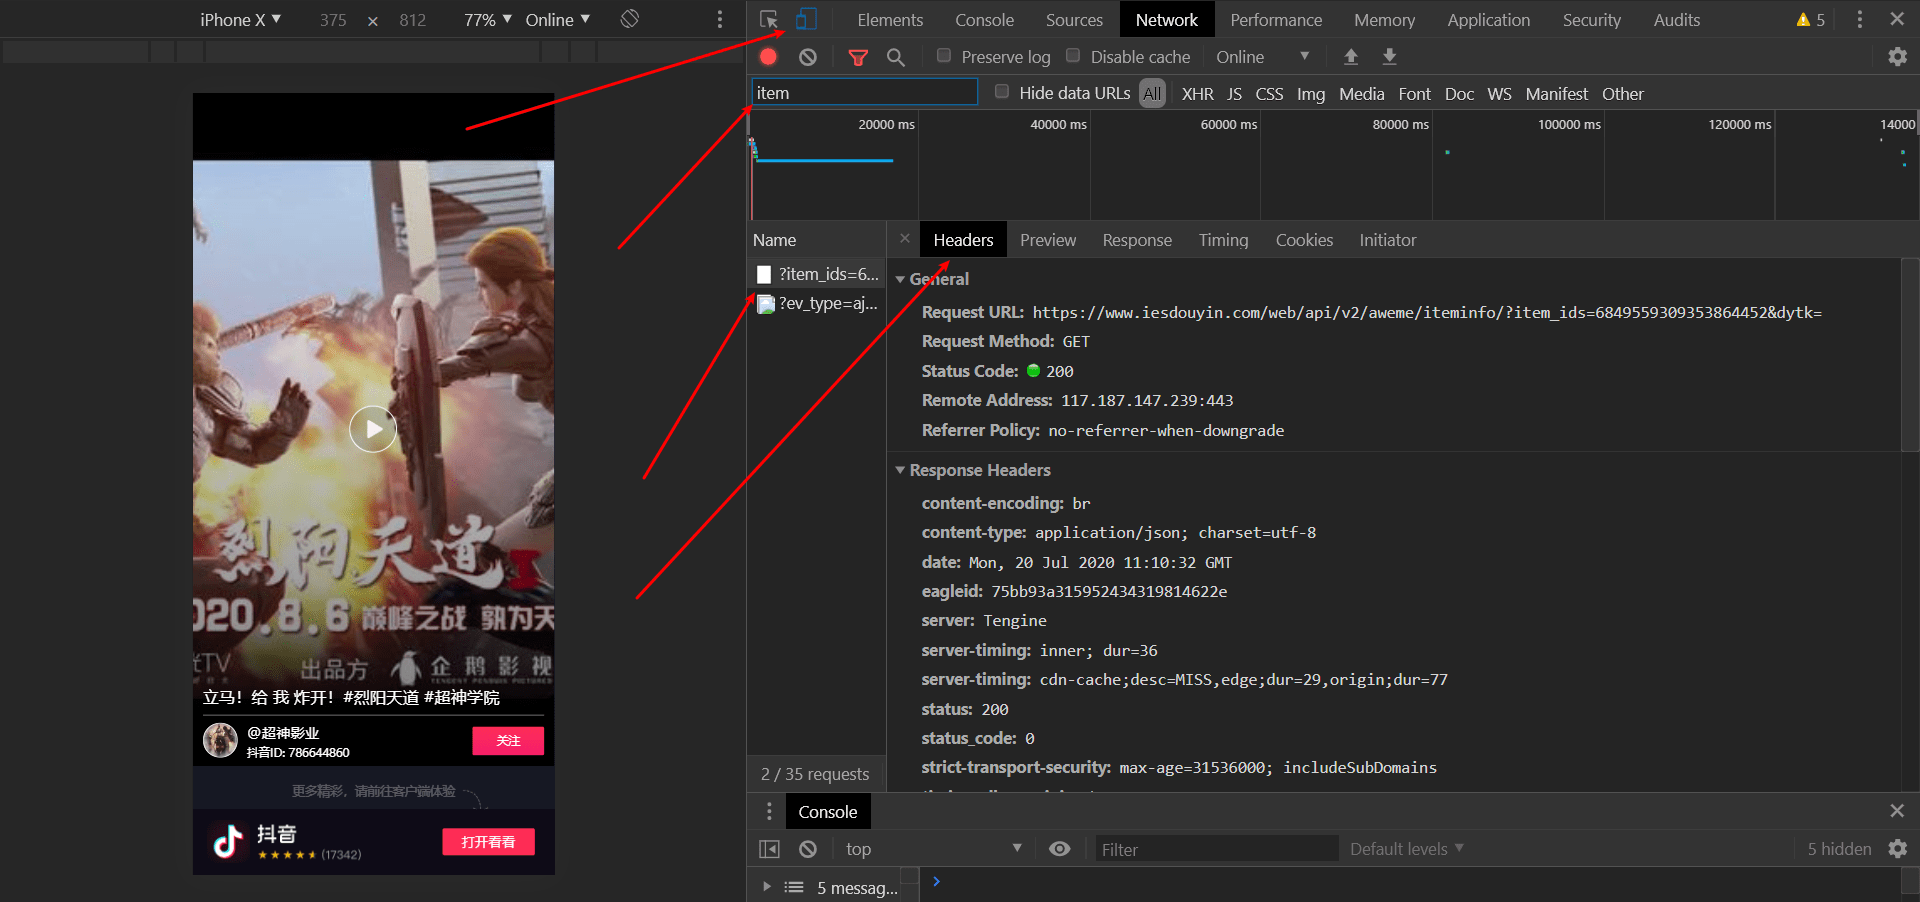 iPhone X ▼ 375 × 812 77% ▼ Online ▼
Elements Console Sources Network Performance Memory Application Security Audits 5
Preserve log Disable cache Online ▼
item
Hide data URLs All XHR JS CSS Img Media Font Doc WS Manifest Other
20000 ms 40000 ms 60000 ms 80000 ms 100000 ms 120000 ms 14000
Name
× Headers Preview Response Timing Cookies Initiator
?item_ids=6...
?ev_type=aj...
General
Request URL: https://www.iesdouyin.com/web/api/v2/aweme/iteminfo/?item_ids=6849559309353864452&dytk=
Request Method: GET
Status Code: 200
Remote Address: 117.187.147.239:443
Referrer Policy: no-referrer-when-downgrade
Response Headers
content-encoding: br
content-type: application/json; charset=utf-8
date: Mon, 20 Jul 2020 11:10:32 GMT
eagleid: 75bb93a315952434319814622e
server: Tengine
server-timing: inner; dur=36
server-timing: cdn-cache;desc=MISS,edge;dur=29,origin;dur=77
status: 200
status_code: 0
strict-transport-security: max-age=31536000; includeSubDomains
2 / 35 requests
Console
top ▼ Filter Default levels ▼ 5 hidden
5 messag...
烈阳天道I
2020.8.6 巅峰之战 孰为天
TV 出品方 企鹅影视
TENCENT PENGUIN PICTURES
立马！给 我 炸开！#烈阳天道 #超神学院
@超神影业
抖音ID: 786644860
关注
更多精彩，请前往客户端体验
抖音
(17342)
打开看看